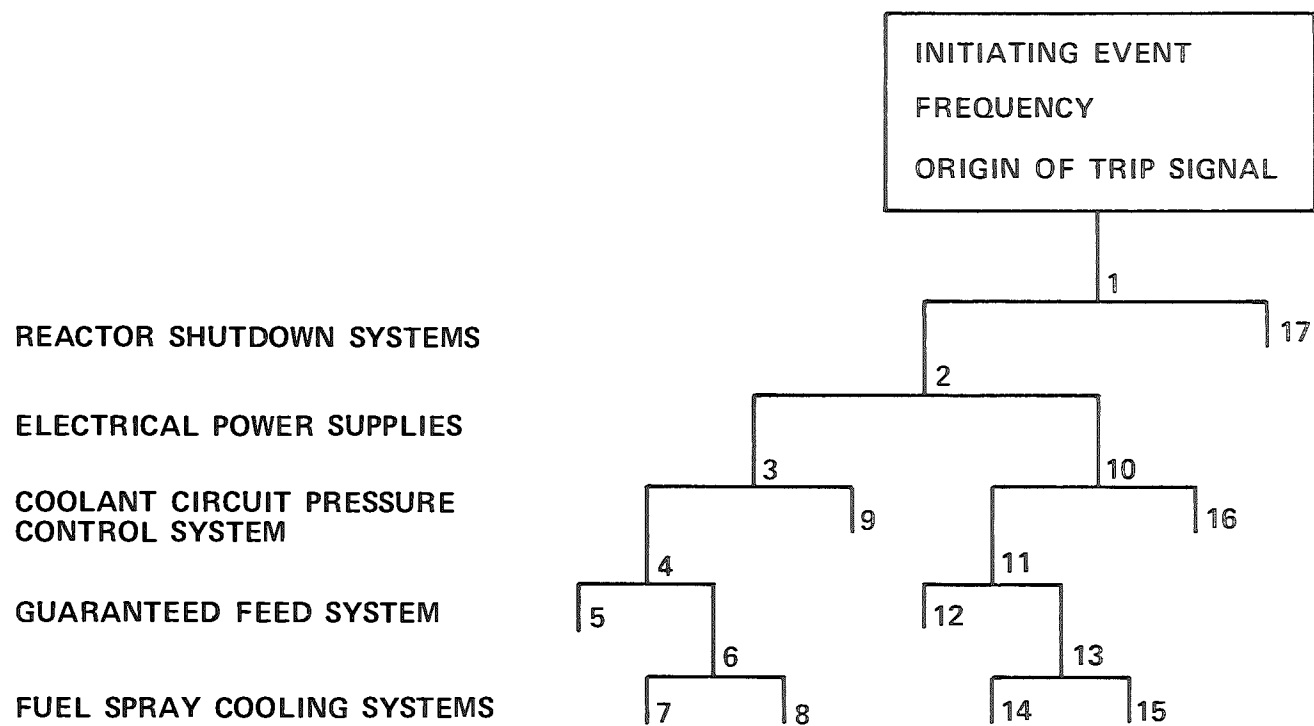 INITIATING EVENT
FREQUENCY
ORIGIN OF TRIP SIGNAL
1
REACTOR SHUTDOWN SYSTEMS
17
2
ELECTRICAL POWER SUPPLIES
3
10
COOLANT CIRCUIT PRESSURE
CONTROL SYSTEM
9
16
4
11
GUARANTEED FEED SYSTEM
5
12
6
13
FUEL SPRAY COOLING SYSTEMS
7
8
14
15